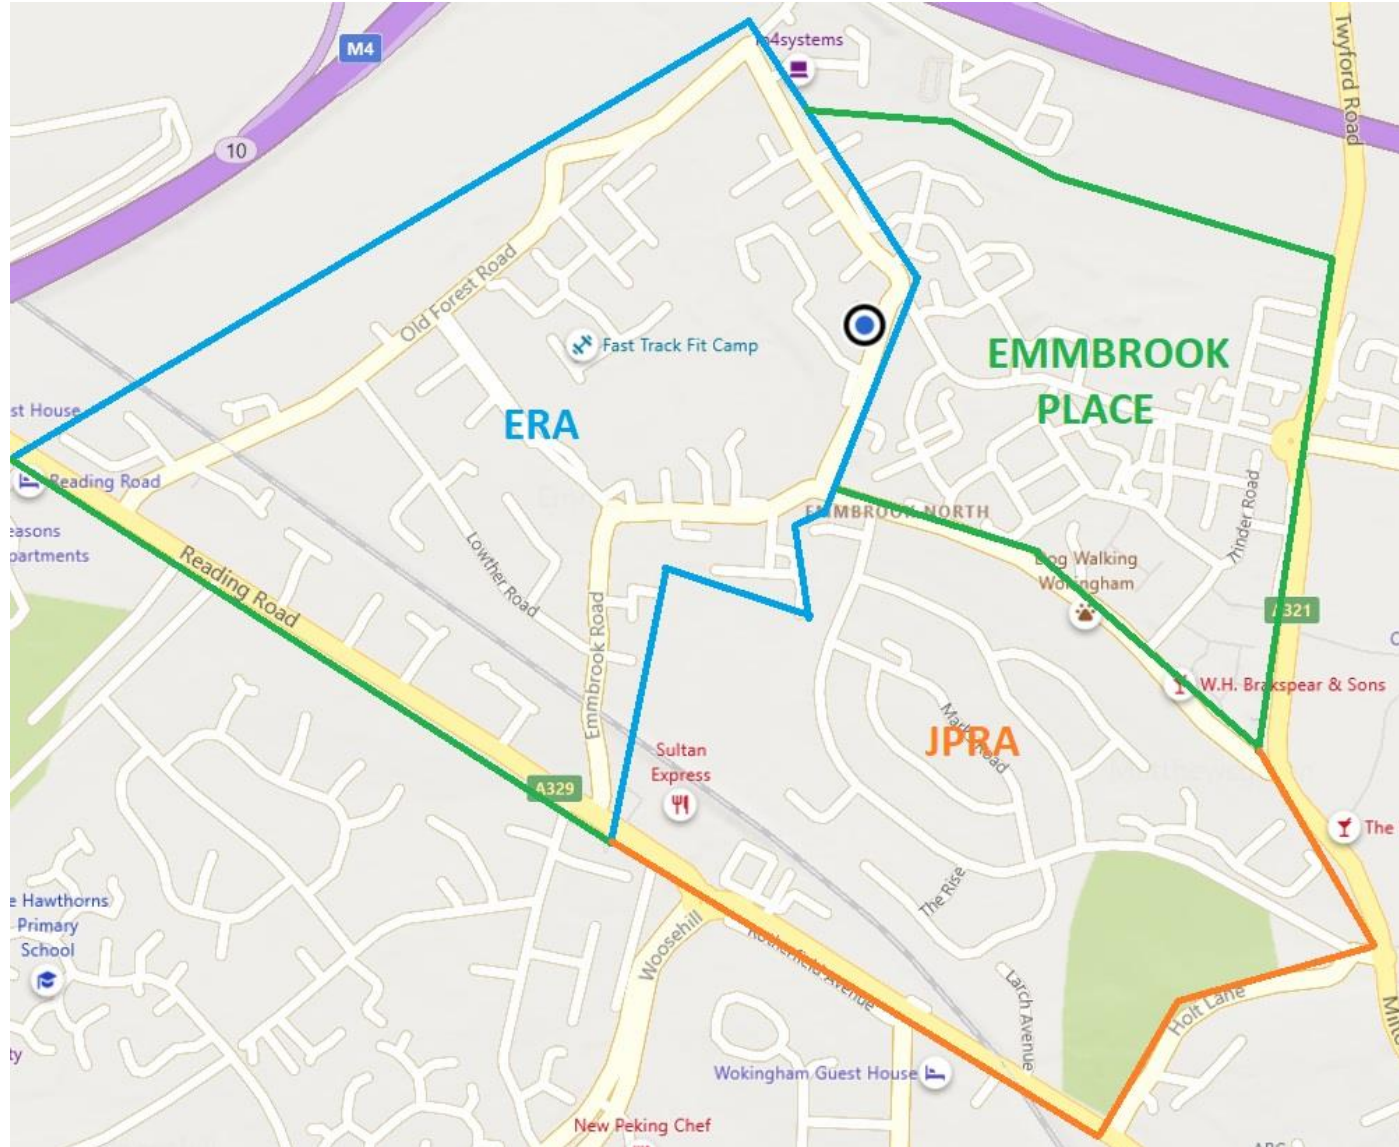 M4
m4systems
Twyford Road
10
Old Forest Road
Fast Track Fit Camp
EMMBROOK
PLACE
st House
ERA
Reading Road
easons
partments
EMMBROOK NORTH
Reading Road
Lowther Road
Emmbrook Road
Dog Walking
Wokingham
A321
W.H. Brakspear & Sons
JPRA
Sultan
Express
A329
The
The Rise
e Hawthorns
Primary
School
Woosehill
Rotherfield Avenue
Larch Avenue
Holt Lane
ty
Wokingham Guest House
New Peking Chef